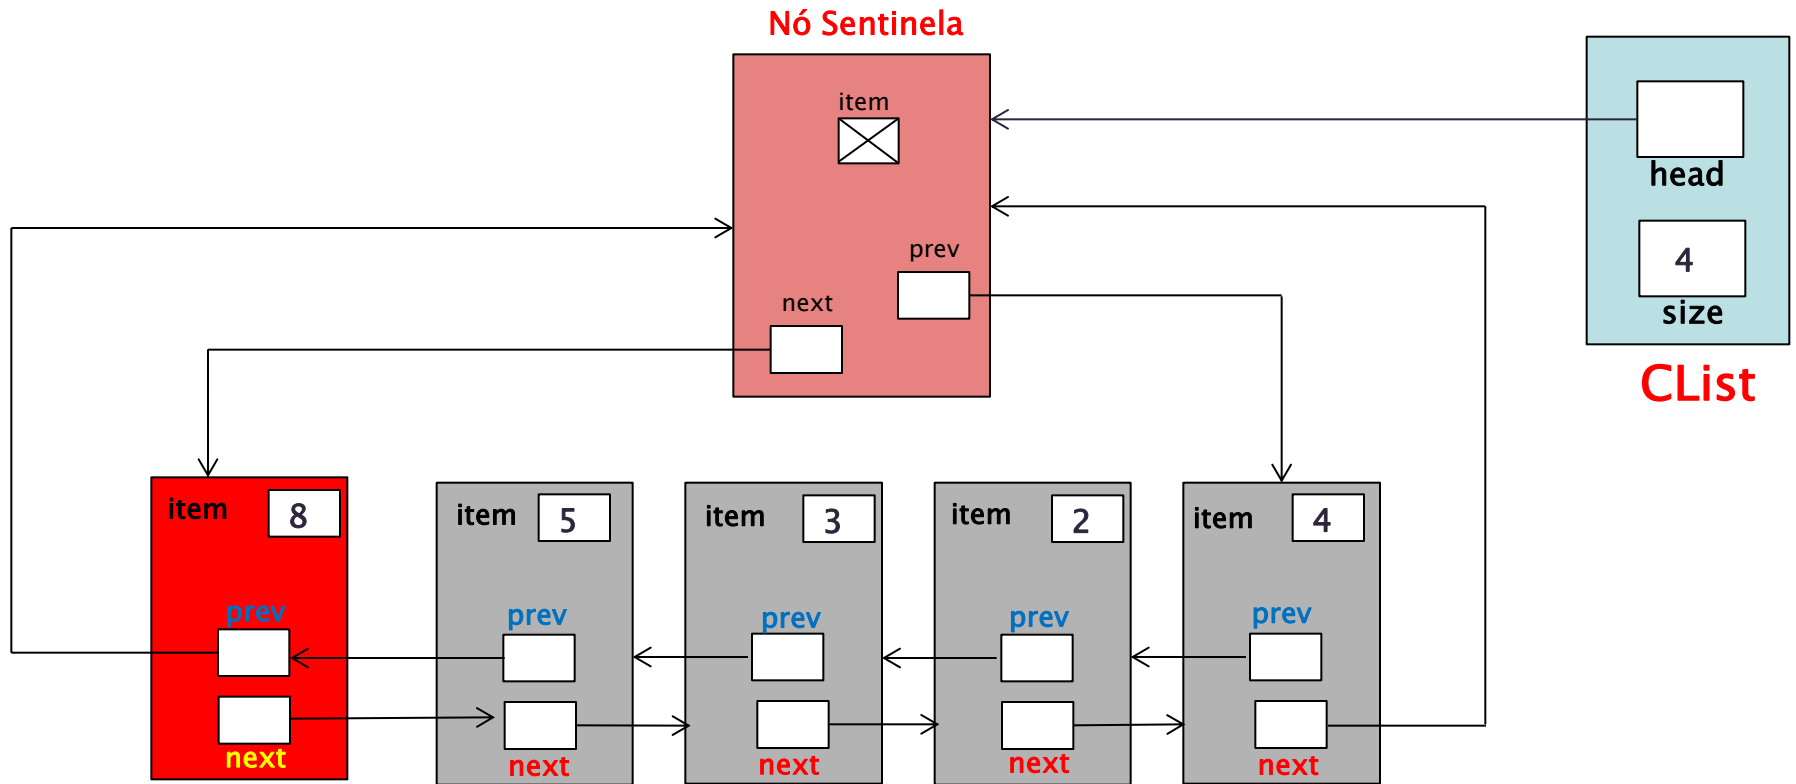 Nó Sentinela
item
prev
next
head
4
size
CList
item 8
prev
next
item 5
prev
next
item 3
prev
next
item 2
prev
next
item 4
prev
next